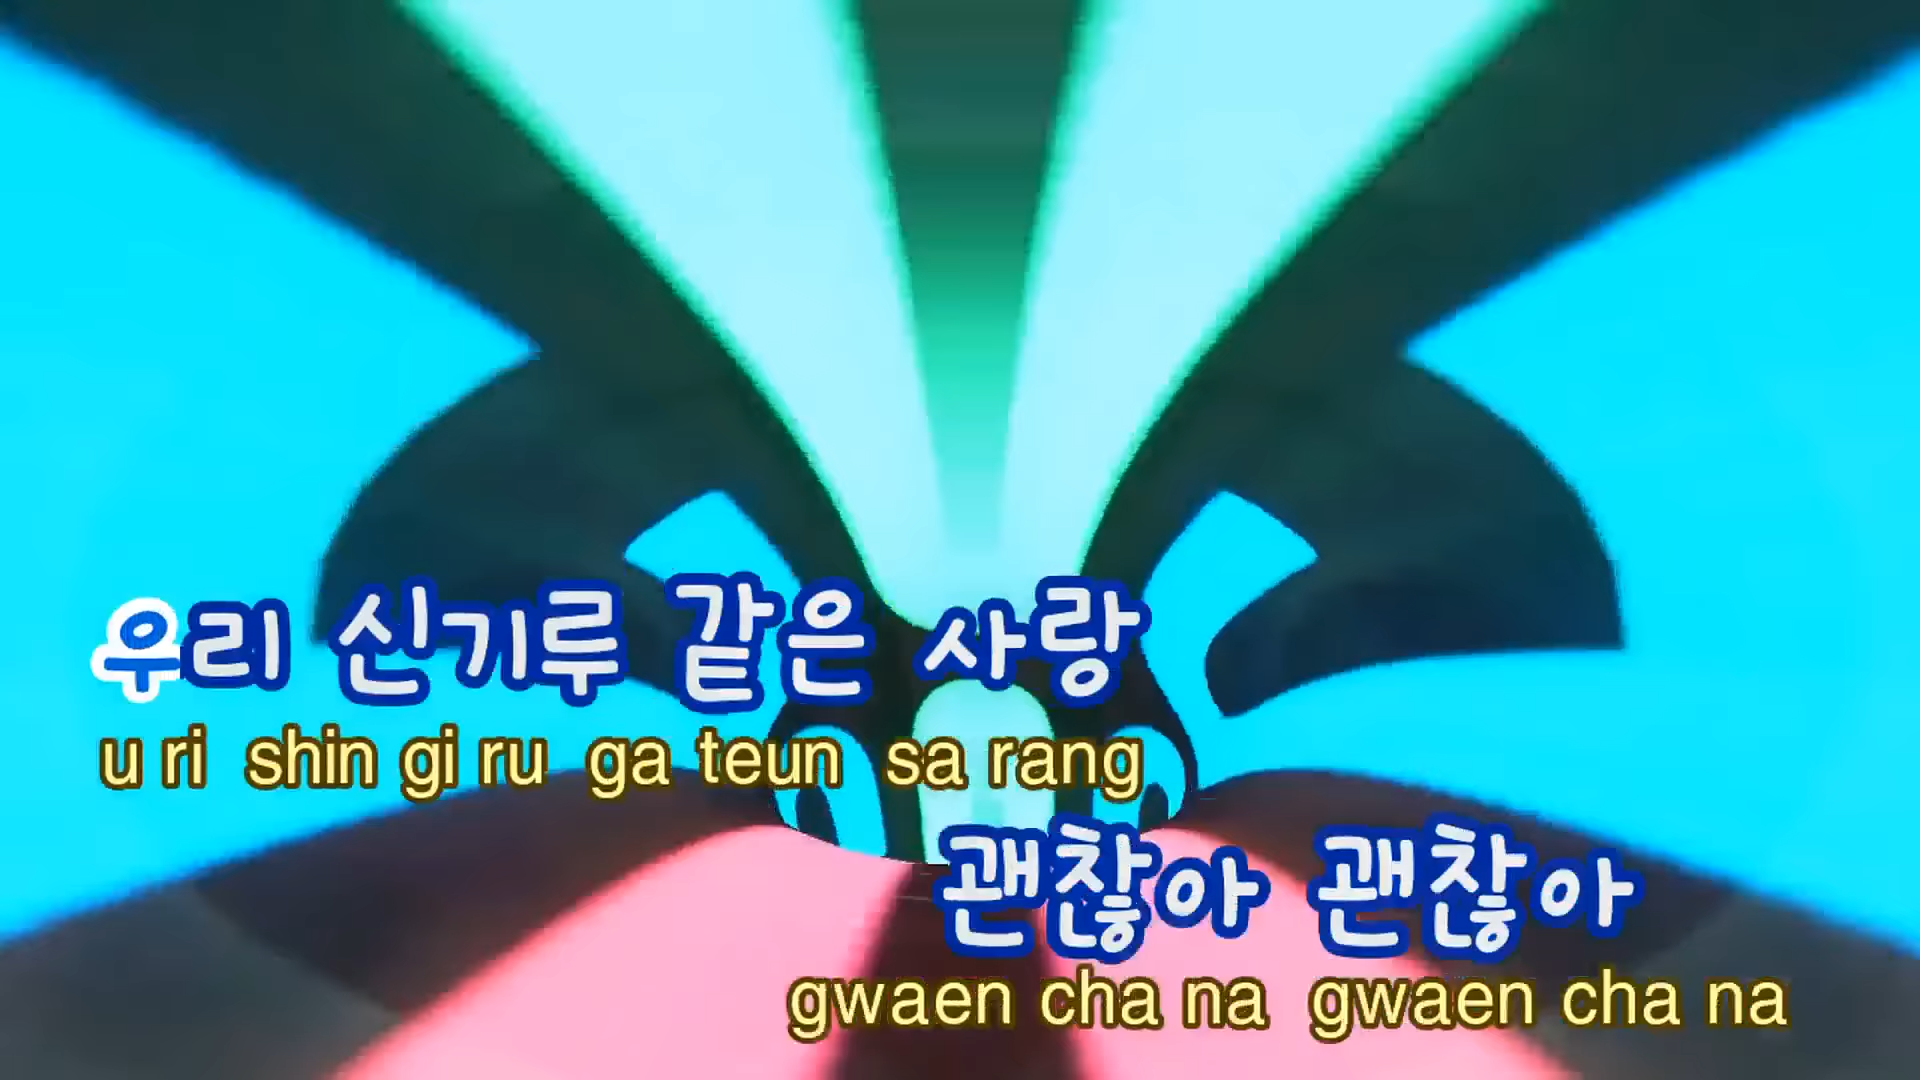 우리 신기루 같은 사랑
u ri shin gi ru ga teun sa rang
괜찮아 괜찮아
gwaen cha na gwaen cha na